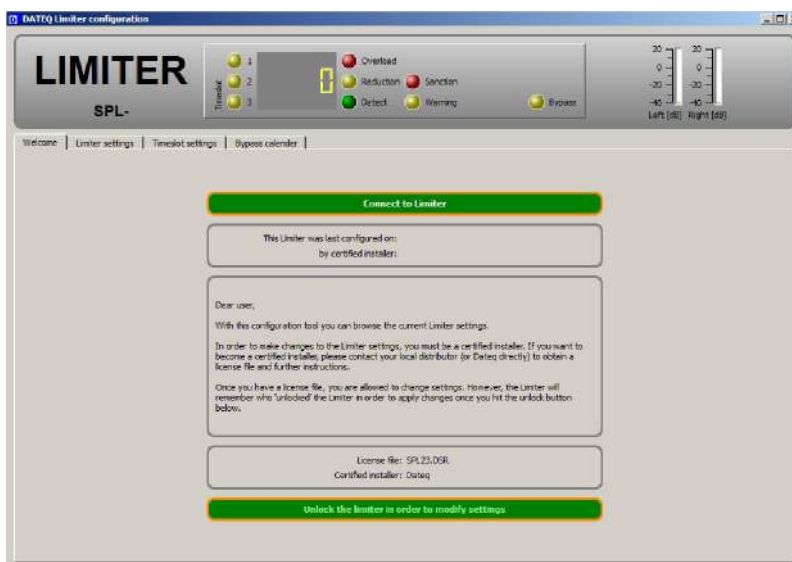 DATEQ Limiter configuration
LIMITER
SPL-
Timeslot
1
2
3
0
Overload
Reduction
Sanction
Detect
Warning
Bypass
20 20
0 0
-20 -20
-40 -40
Left [dB] Right [dB]
Welcome
Limiter settings
Timeslot settings
Bypass calender
Connect to Limiter
This Limiter was last configured on:
by certified installer:
Dear user,
With this configuration tool you can browse the current Limiter settings.
In order to make changes to the Limiter settings, you must be a certified installer. If you want to
become a certified installer, please contact your local distributor (or Dateq directly) to obtain a
license file and further instructions.
Once you have a license file, you are allowed to change settings. However, the Limiter will
remember who 'unlocked' the Limiter in order to apply changes once you hit the unlock button
below.
License file: SPL23.DSR
Certified installer: Dateq
Unlock the limiter in order to modify settings